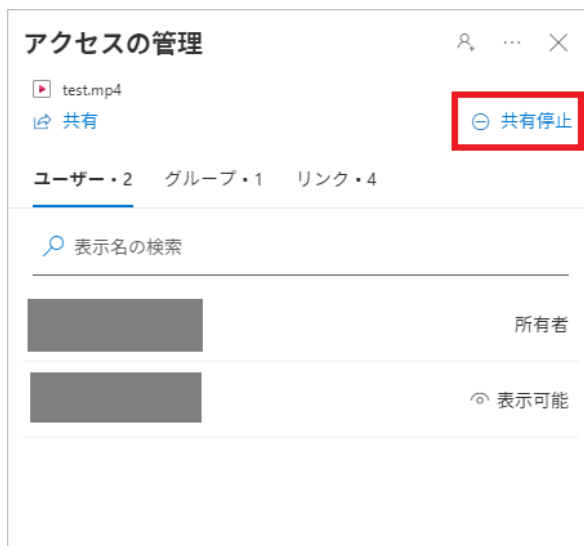 アクセスの管理
test.mp4
共有 共有停止
ユーザー・2 グループ・1 リンク・4
表示名の検索
所有者
表示可能